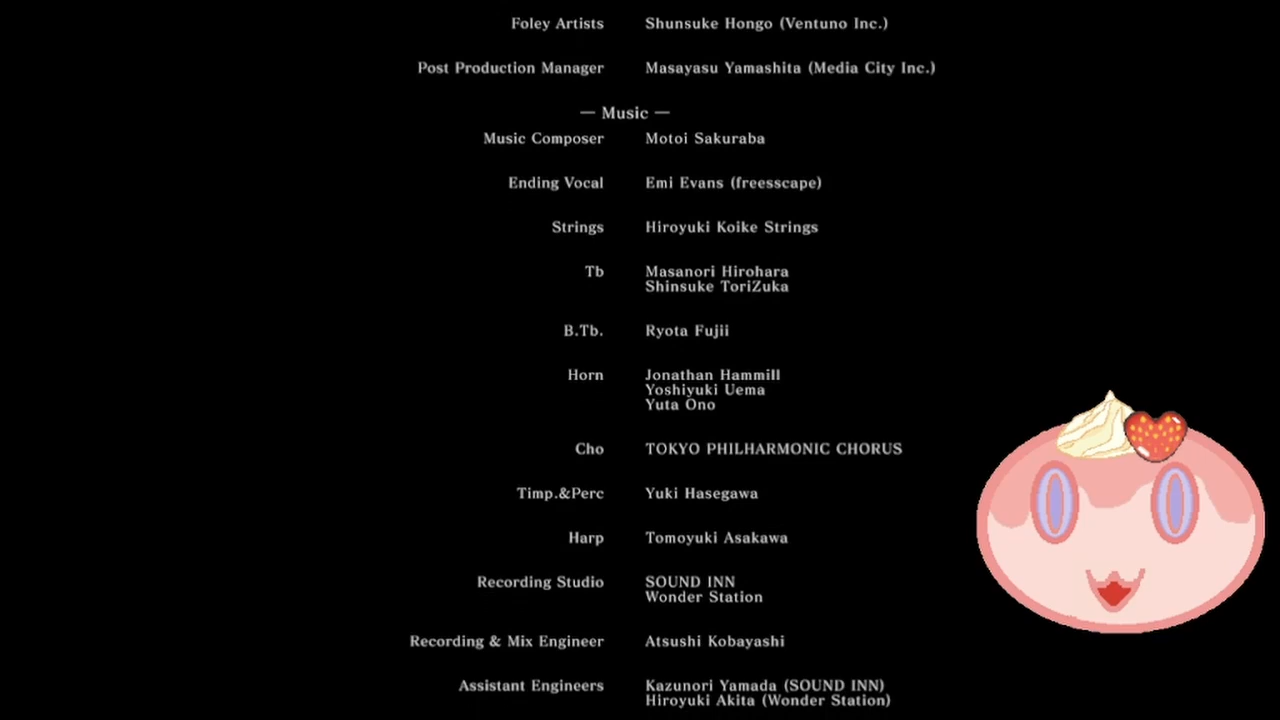 Foley Artists Shunsuke Hongo (Ventuno Inc.)
Post Production Manager Masayasu Yamashita (Media City Inc.)
— Music —
Music Composer Motoi Sakuraba
Ending Vocal Emi Evans (freesscape)
Strings Hiroyuki Koike Strings
Tb Masanori Hirohara
Shinsuke ToriZuka
B.Tb. Ryota Fujii
Horn Jonathan Hammill
Yoshiyuki Uema
Yuta Ono
Cho TOKYO PHILHARMONIC CHORUS
Timp.&Perc Yuki Hasegawa
Harp Tomoyuki Asakawa
Recording Studio SOUND INN
Wonder Station
Recording & Mix Engineer Atsushi Kobayashi
Assistant Engineers Kazunori Yamada (SOUND INN)
Hiroyuki Akita (Wonder Station)